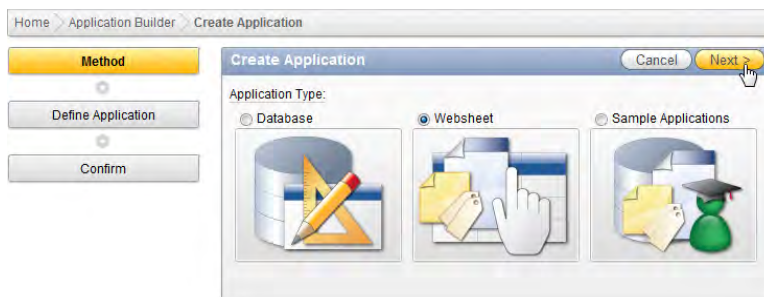 Home Application Builder Create Application
Method
Define Application
Confirm
Create Application
Cancel Next >
Application Type:
Database Websheet Sample Applications